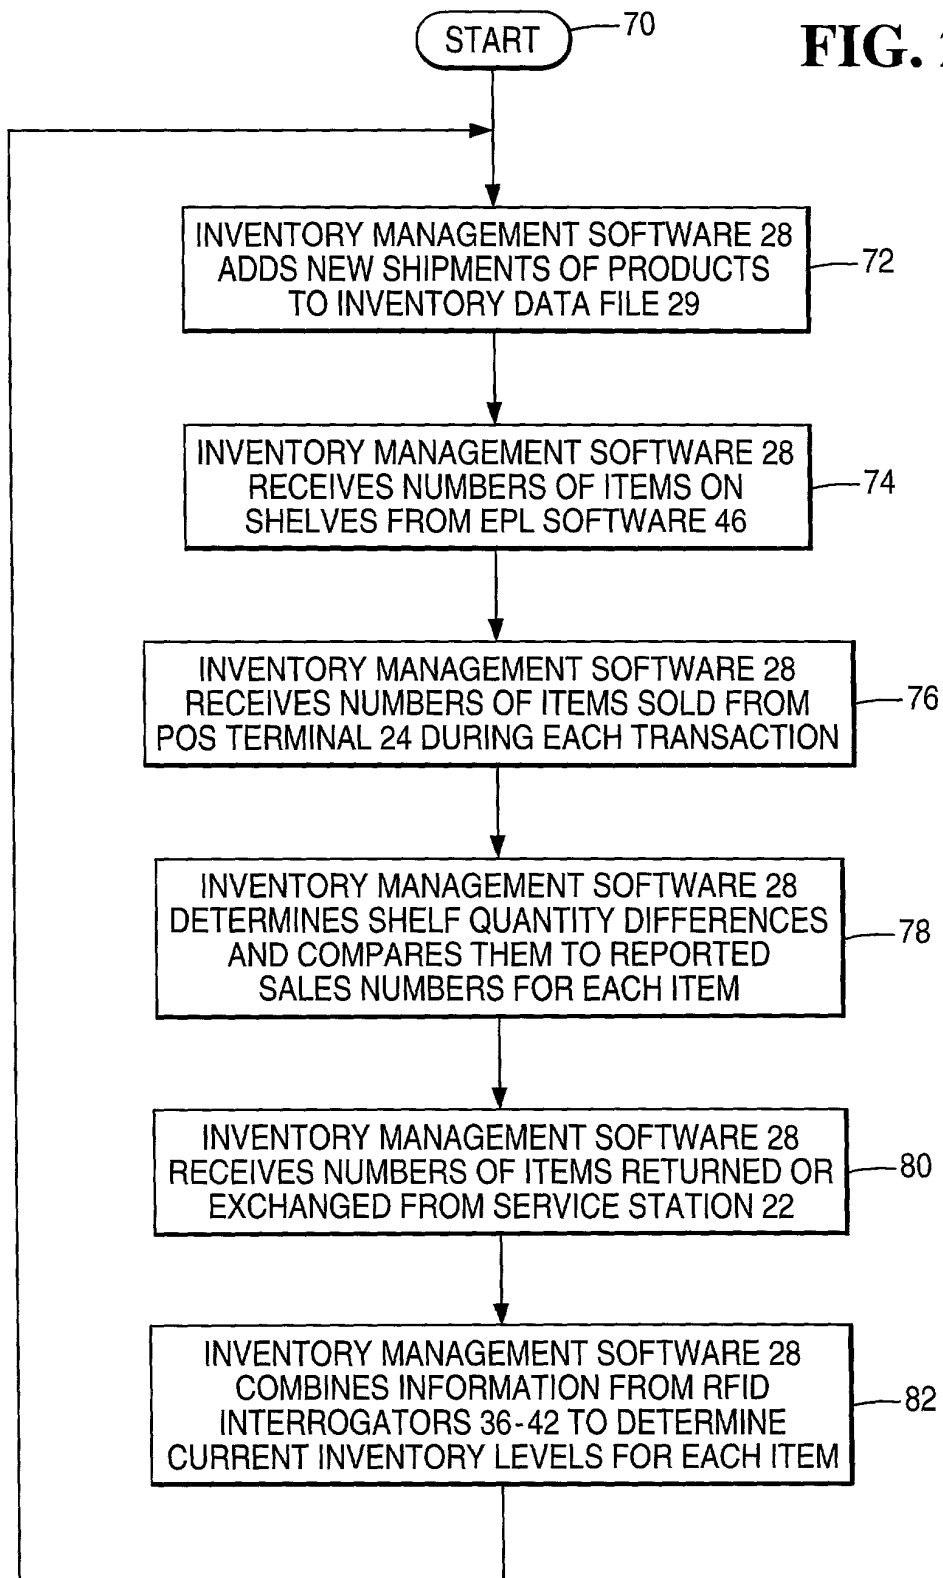 START
70
FIG.
INVENTORY MANAGEMENT SOFTWARE 28
ADDS NEW SHIPMENTS OF PRODUCTS
TO INVENTORY DATA FILE 29
72
INVENTORY MANAGEMENT SOFTWARE 28
RECEIVES NUMBERS OF ITEMS ON
SHELVES FROM EPL SOFTWARE 46
74
INVENTORY MANAGEMENT SOFTWARE 28
RECEIVES NUMBERS OF ITEMS SOLD FROM
POS TERMINAL 24 DURING EACH TRANSACTION
76
INVENTORY MANAGEMENT SOFTWARE 28
DETERMINES SHELF QUANTITY DIFFERENCES
AND COMPARES THEM TO REPORTED
SALES NUMBERS FOR EACH ITEM
78
INVENTORY MANAGEMENT SOFTWARE 28
RECEIVES NUMBERS OF ITEMS RETURNED OR
EXCHANGED FROM SERVICE STATION 22
80
INVENTORY MANAGEMENT SOFTWARE 28
COMBINES INFORMATION FROM RFID
INTERROGATORS 36-42 TO DETERMINE
CURRENT INVENTORY LEVELS FOR EACH ITEM
82